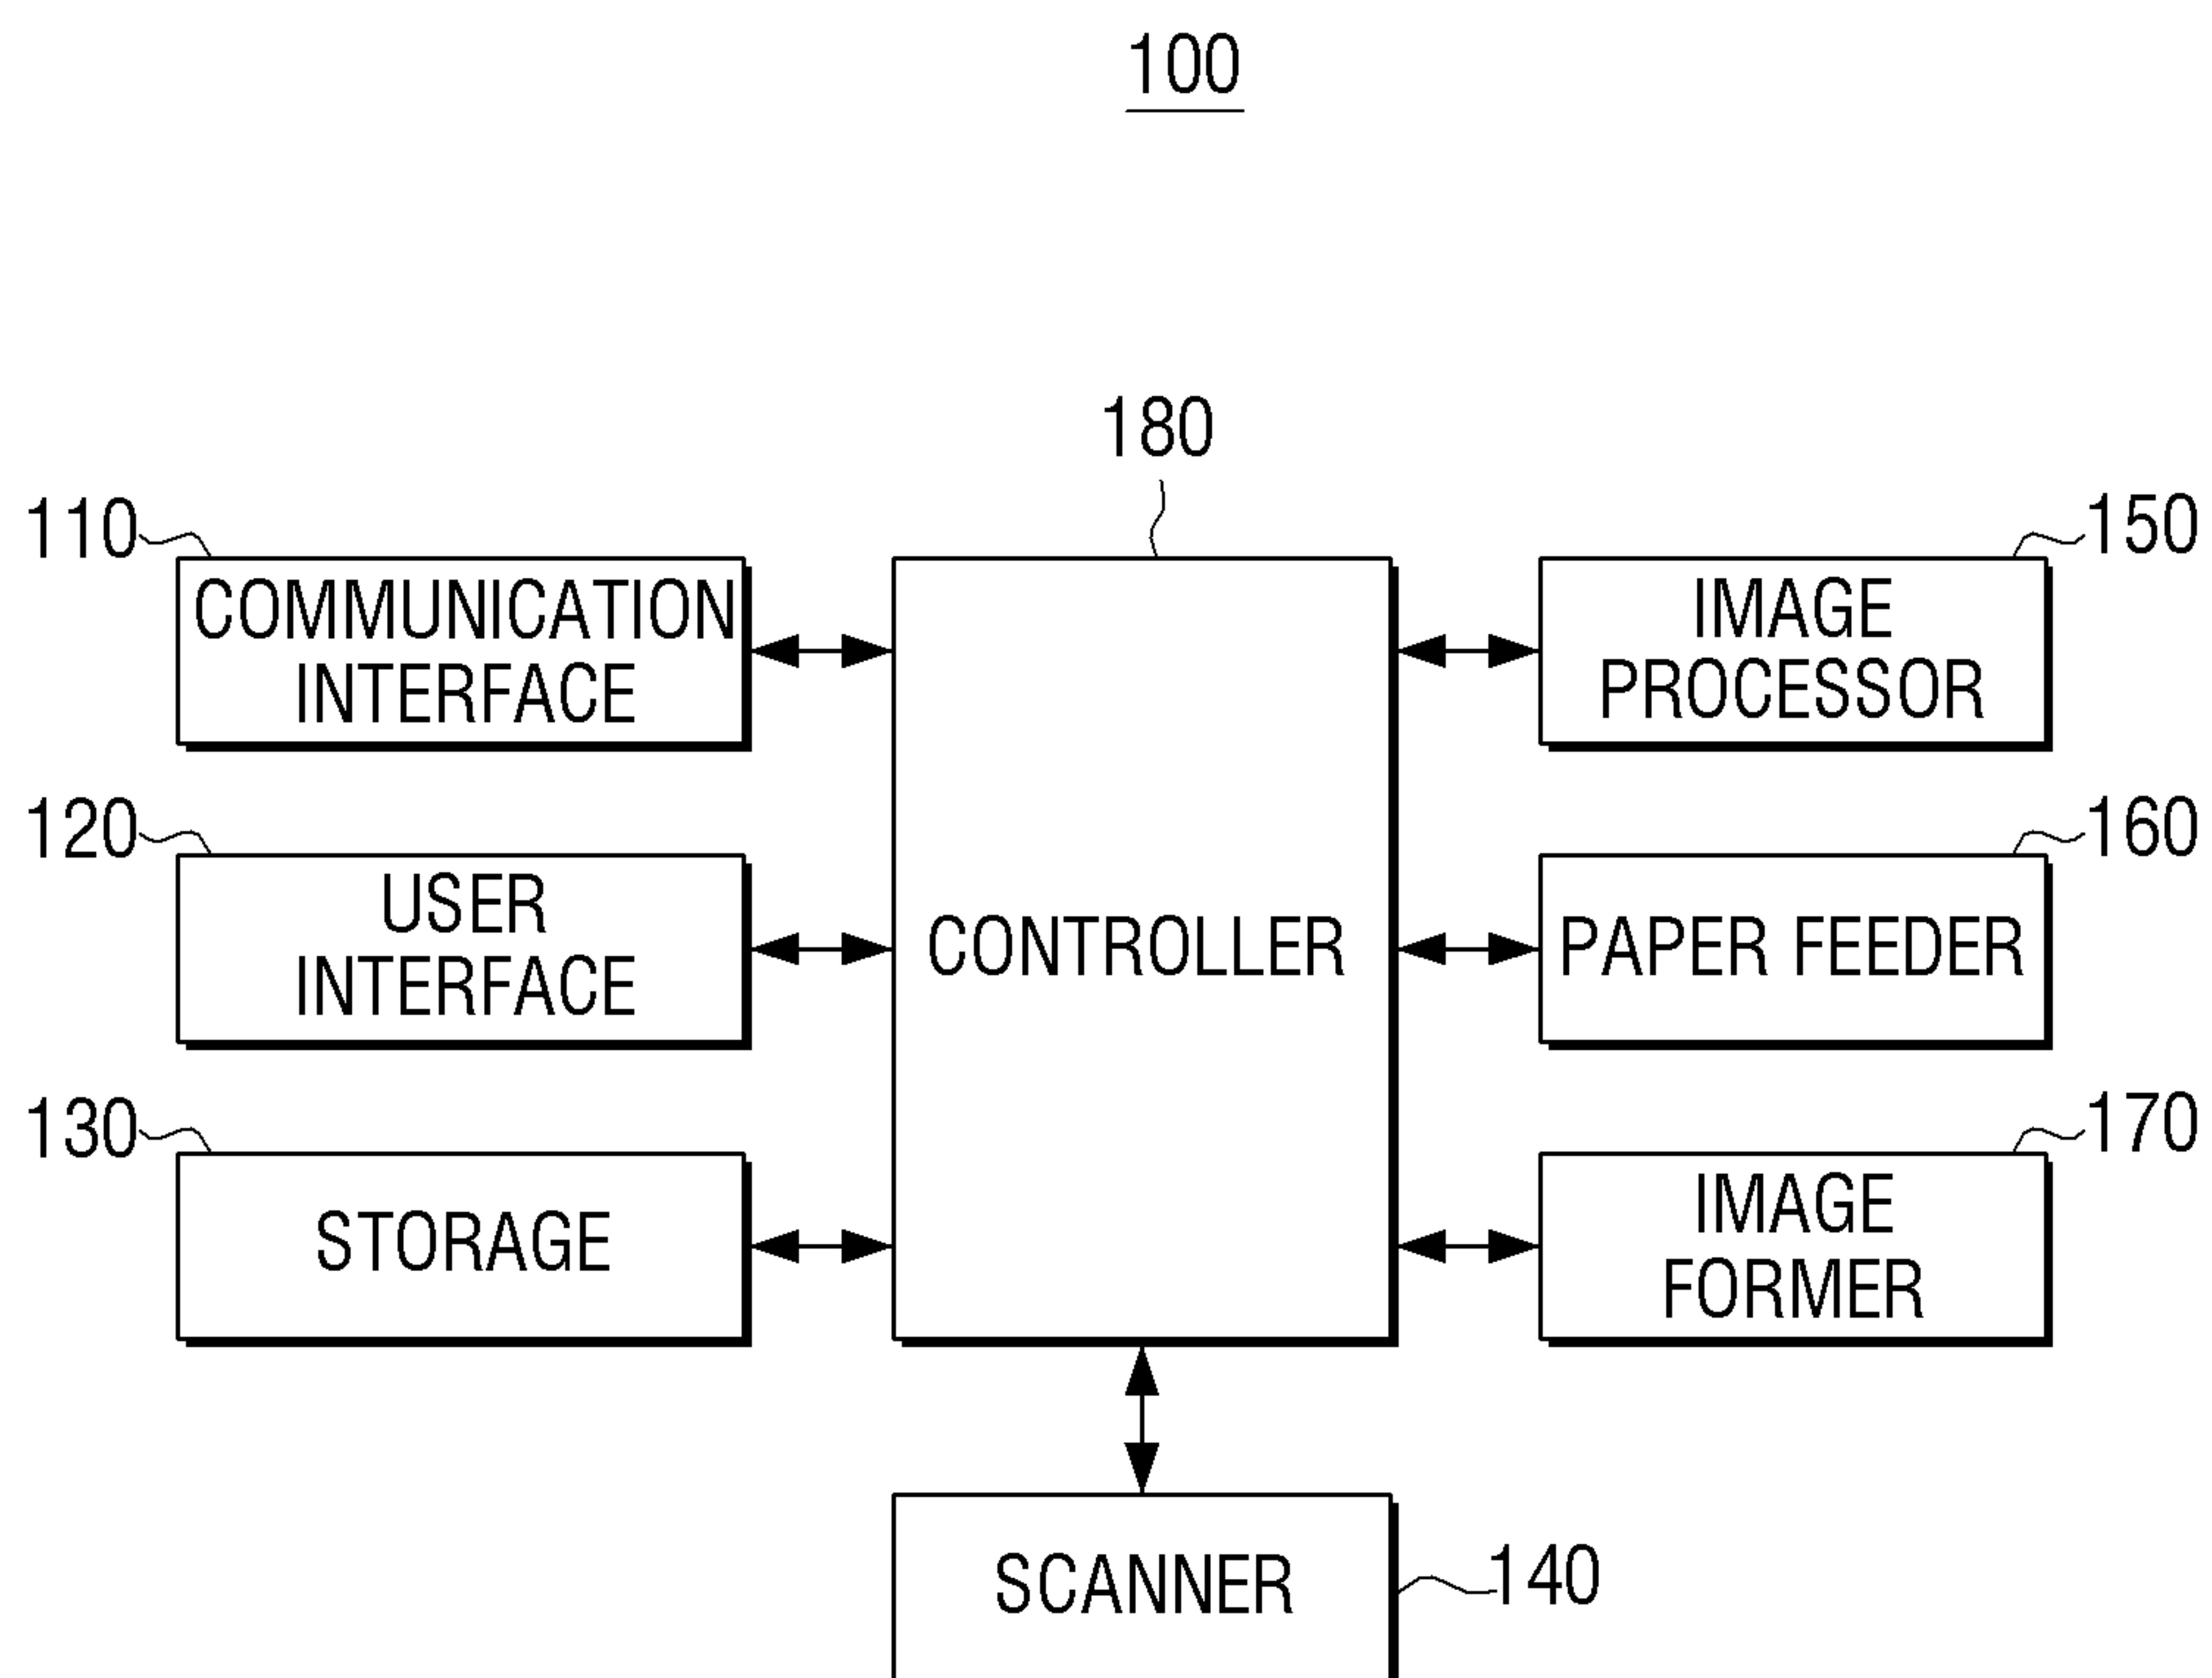 100
180
110
COMMUNICATION
INTERFACE
150
IMAGE
PROCESSOR
120
USER
INTERFACE
CONTROLLER
160
PAPER FEEDER
130
STORAGE
170
IMAGE
FORMER
SCANNER
140